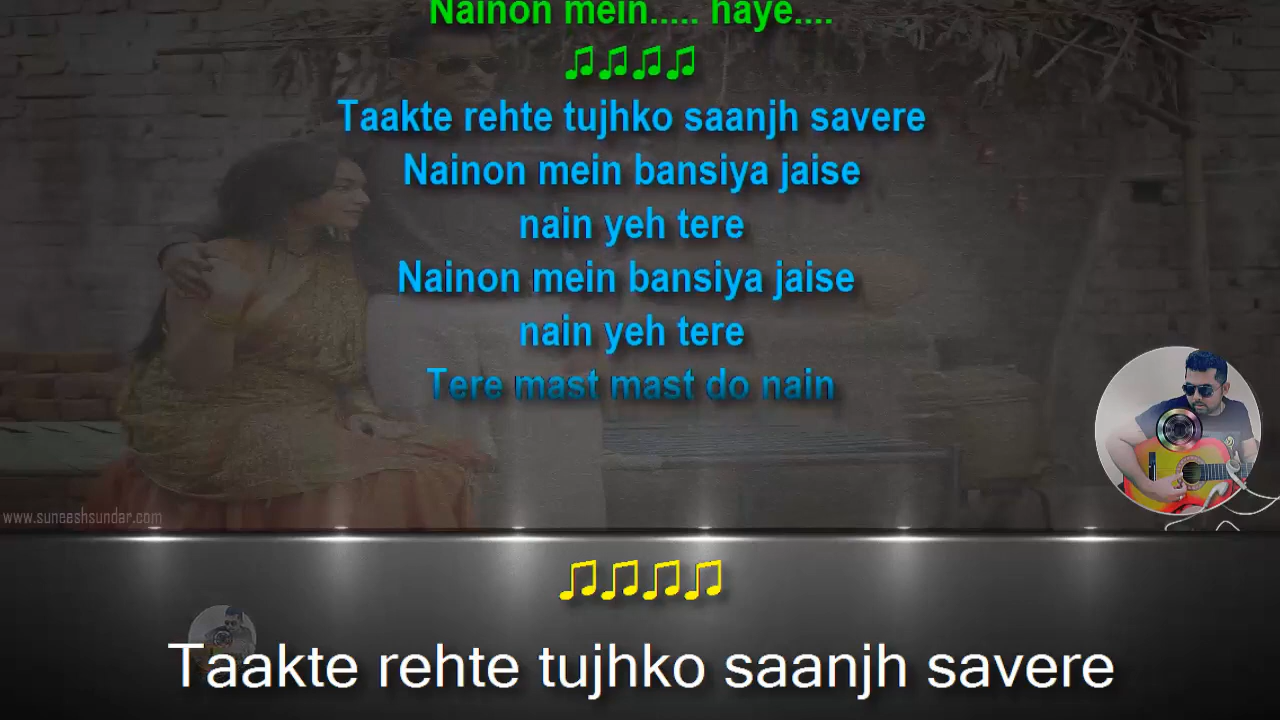 Nainon mein..... haye....
♫♫♫♫
Taakte rehte tujhko saanjh savere
Nainon mein bansiya jaise
nain yeh tere
Nainon mein bansiya jaise
nain yeh tere
Tere mast mast do nain
www.suneeshsundar.com
♫♫♫♫
Taakte rehte tujhko saanjh savere